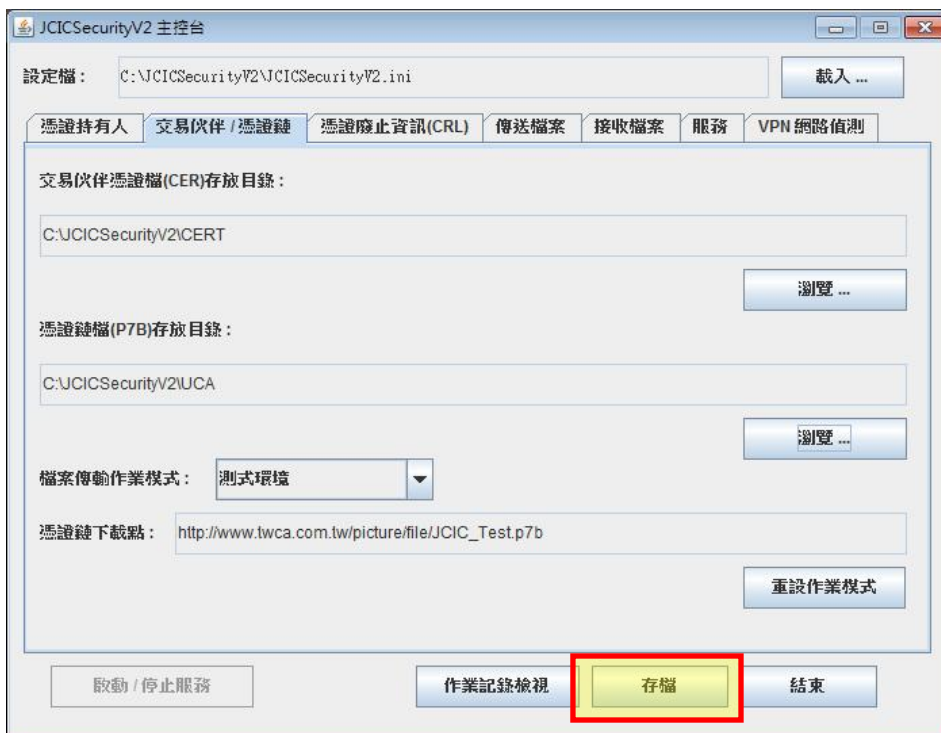 JCICSecurityV2 主控台
設定檔： C:\JCICSecurityV2\JCICSecurityV2.ini 載入 ...
憑證持有人 交易伙伴 / 憑證鏈 憑證廢止資訊(CRL) 傳送檔案 接收檔案 服務 VPN 網路偵測
交易伙伴憑證檔(CER)存放目錄：
C:\JCICSecurityV2\CERT
瀏覽 ...
憑證鏈檔(P7B)存放目錄：
C:\JCICSecurityV2\UCA
瀏覽 ...
檔案傳輸作業模式： 測式環境
憑證鏈下載點： http://www.twca.com.tw/picture/file/JCIC_Test.p7b
重設作業模式
啟動 / 停止服務 作業記錄檢視 存檔 結束